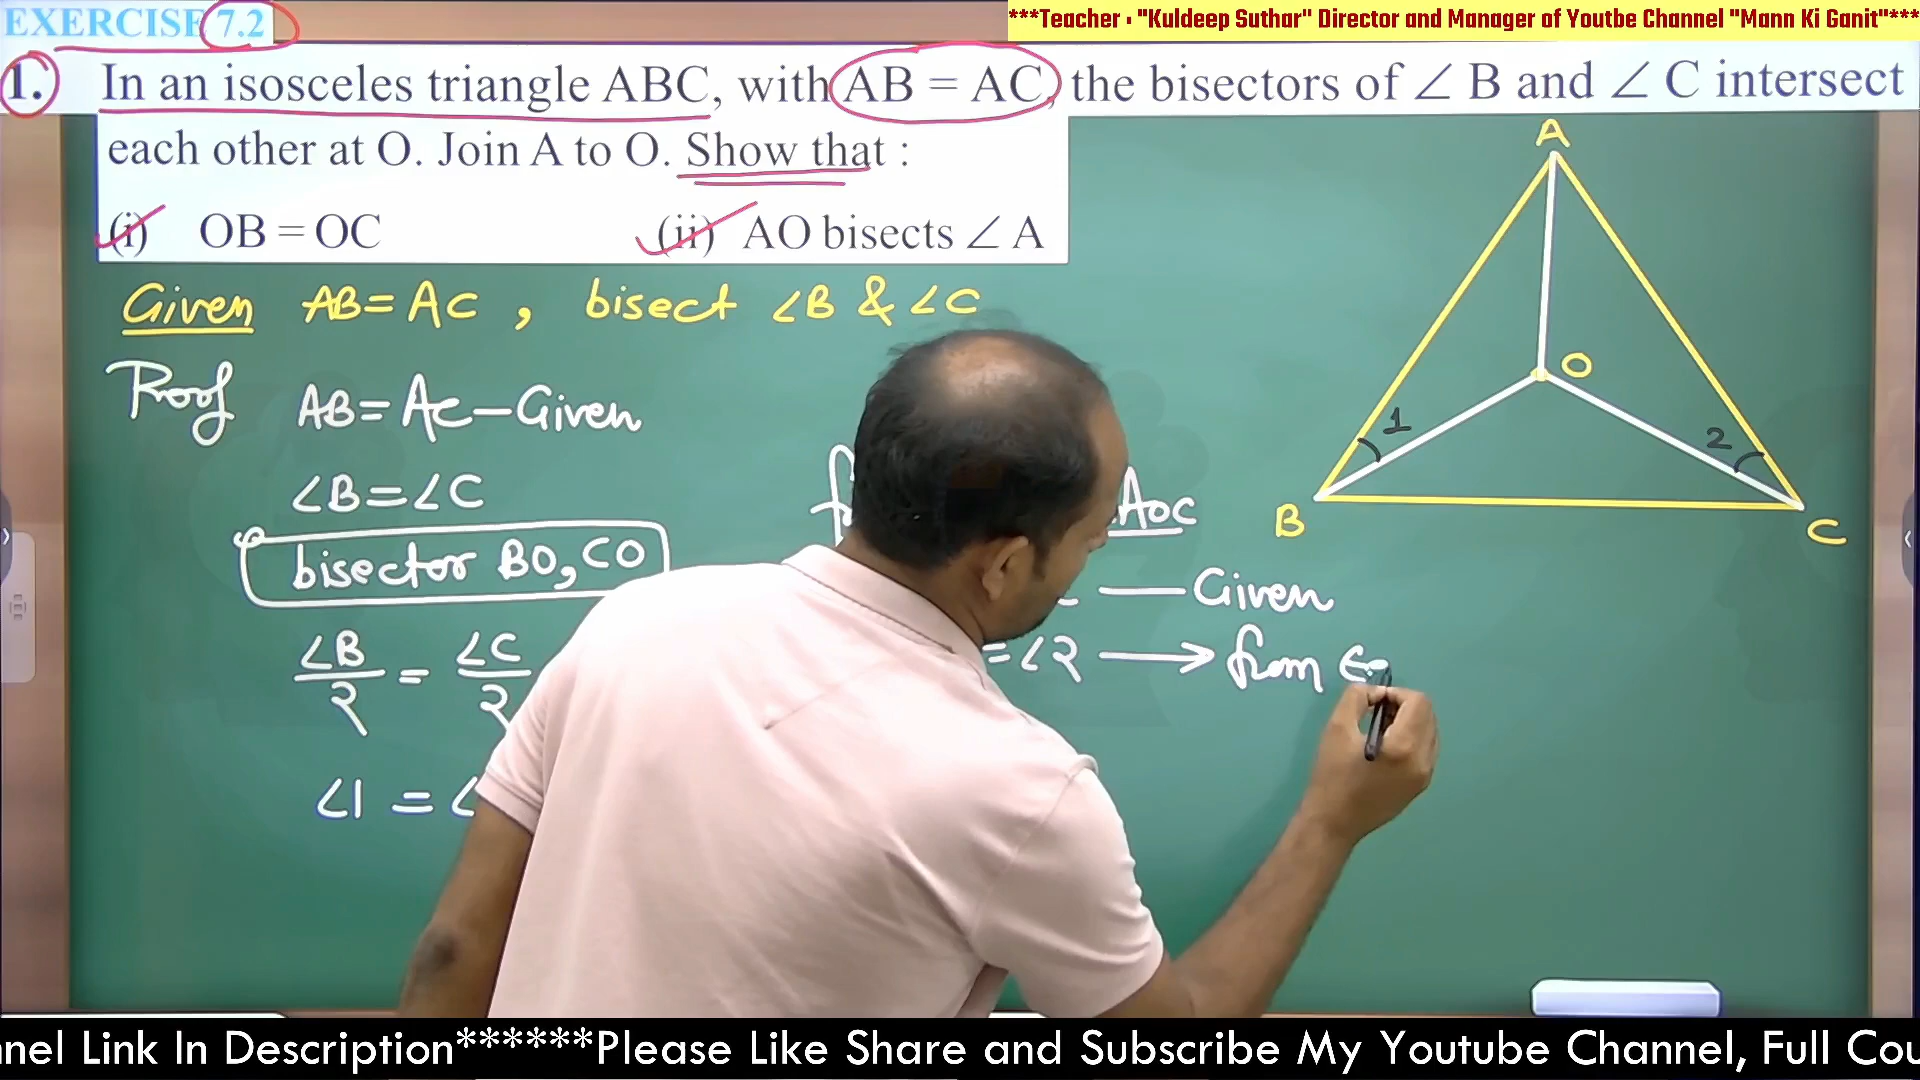 EXERCISE 7.2
***Teacher : "Kuldeep Suthar" Director and Manager of Youtbe Channel "Mann Ki Ganit"***
1. In an isosceles triangle ABC, with AB = AC, the bisectors of ∠ B and ∠ C intersect
each other at O. Join A to O. Show that :
(i) OB = OC (ii) AO bisects ∠ A
Given AB = AC , bisect ∠B & ∠C
Proof AB = AC - Given
∠B = ∠C
bisector BO, CO
∠B/2 = ∠C/2
∠1 = ∠
AOC
— Given
= ∠2 → from
A
O
1
2
B
C
nnel Link In Description******Please Like Share and Subscribe My Youtube Channel, Full Cou